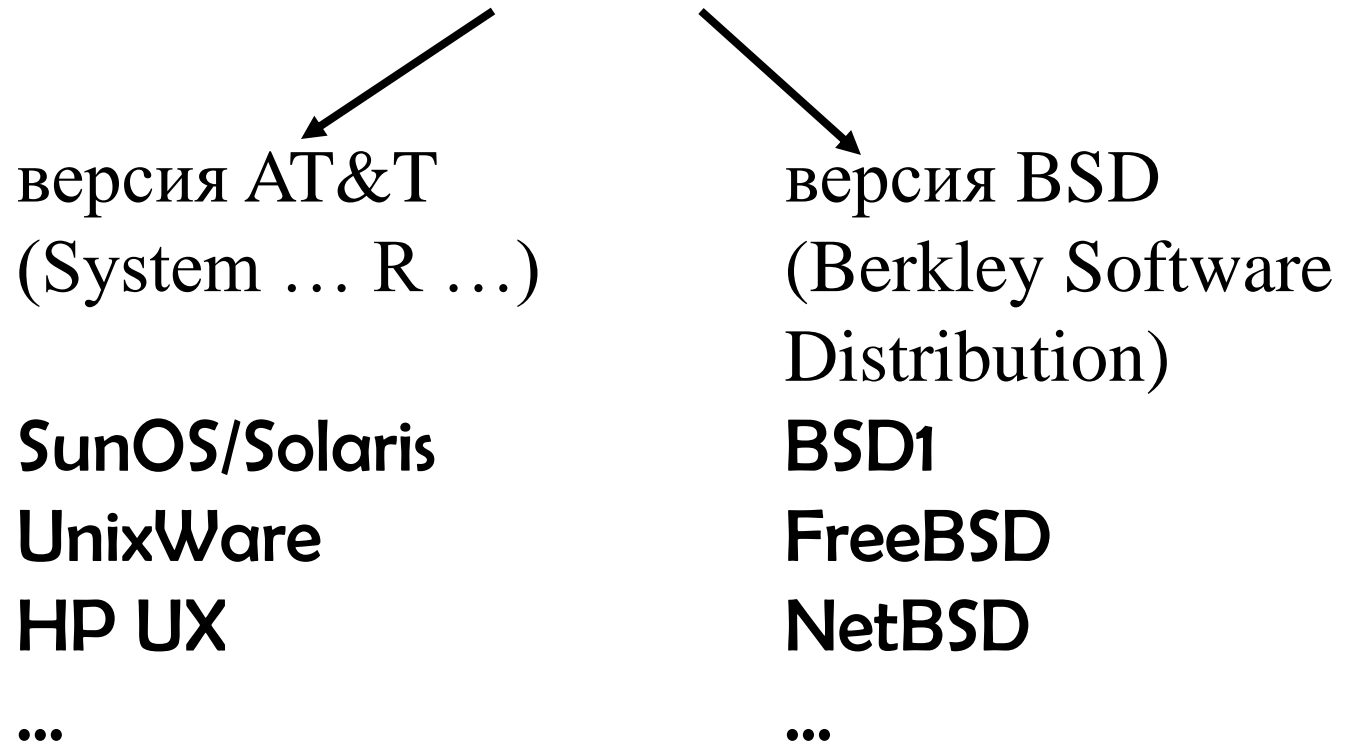 версия AT&T
(System … R …)
SunOS/Solaris
UnixWare
HP UX
...
версия BSD
(Berkley Software
Distribution)
BSD1
FreeBSD
NetBSD
...